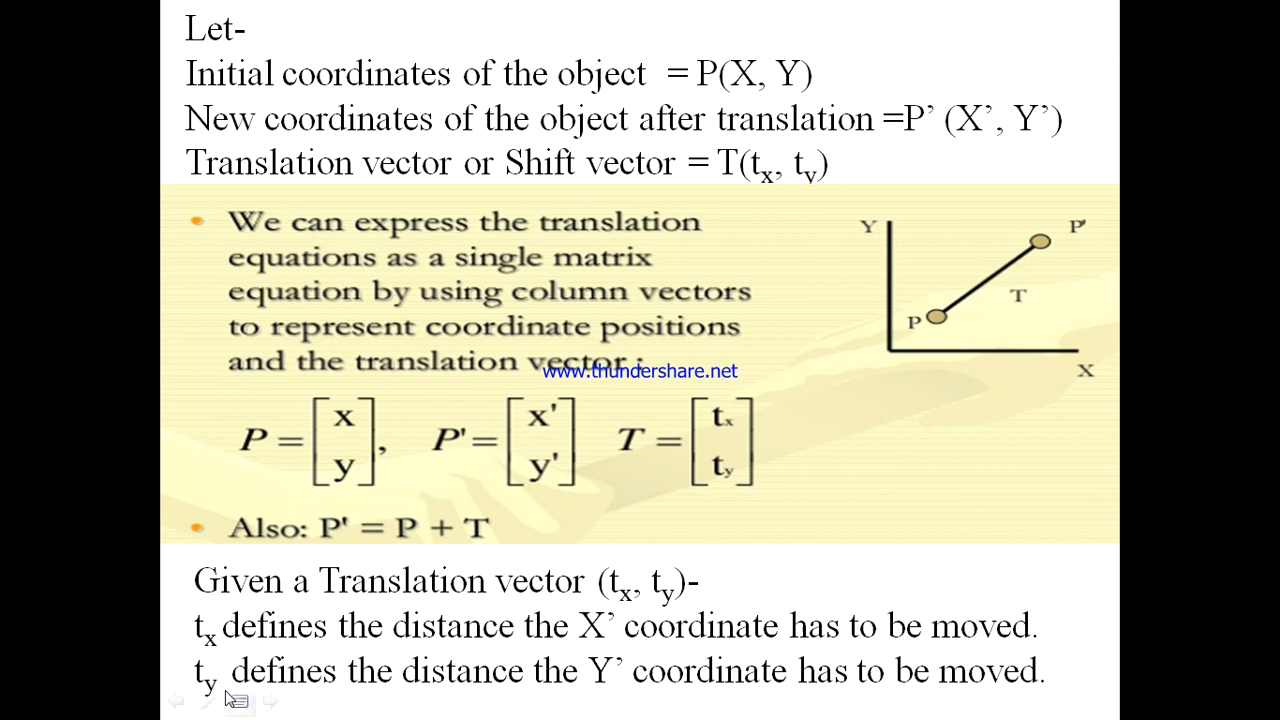 Let-
Initial coordinates of the object = P(X, Y)
New coordinates of the object after translation =P’ (X’, Y’)
Translation vector or Shift vector = T(tx, ty)
• We can express the translation
equations as a single matrix
equation by using column vectors
to represent coordinate positions
and the translation vector :
www.thundershare.net
Y
P'
T
P
X
P = [x y], P' = [x' y'] T = [tx ty]
• Also: P' = P + T
Given a Translation vector (tx, ty)-
tx defines the distance the X’ coordinate has to be moved.
ty defines the distance the Y’ coordinate has to be moved.